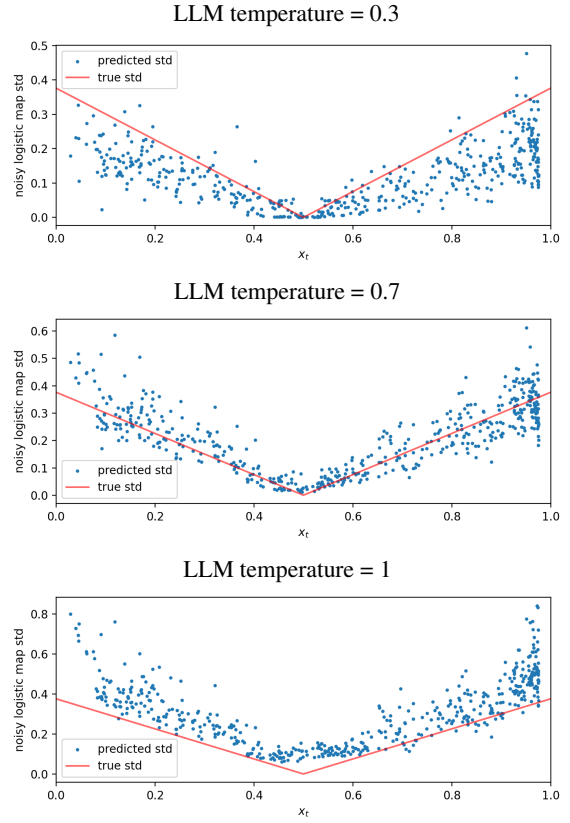 LLM temperature = 0.3
0.5
0.4
0.3
0.2
0.1
0.0
noisy logistic map std
predicted std
true std
0.0 0.2 0.4 0.6 0.8 1.0
x_t
LLM temperature = 0.7
0.6
0.5
0.4
0.3
0.2
0.1
0.0
noisy logistic map std
predicted std
true std
0.0 0.2 0.4 0.6 0.8 1.0
x_t
LLM temperature = 1
0.8
0.6
0.4
0.2
0.0
noisy logistic map std
predicted std
true std
0.0 0.2 0.4 0.6 0.8 1.0
x_t